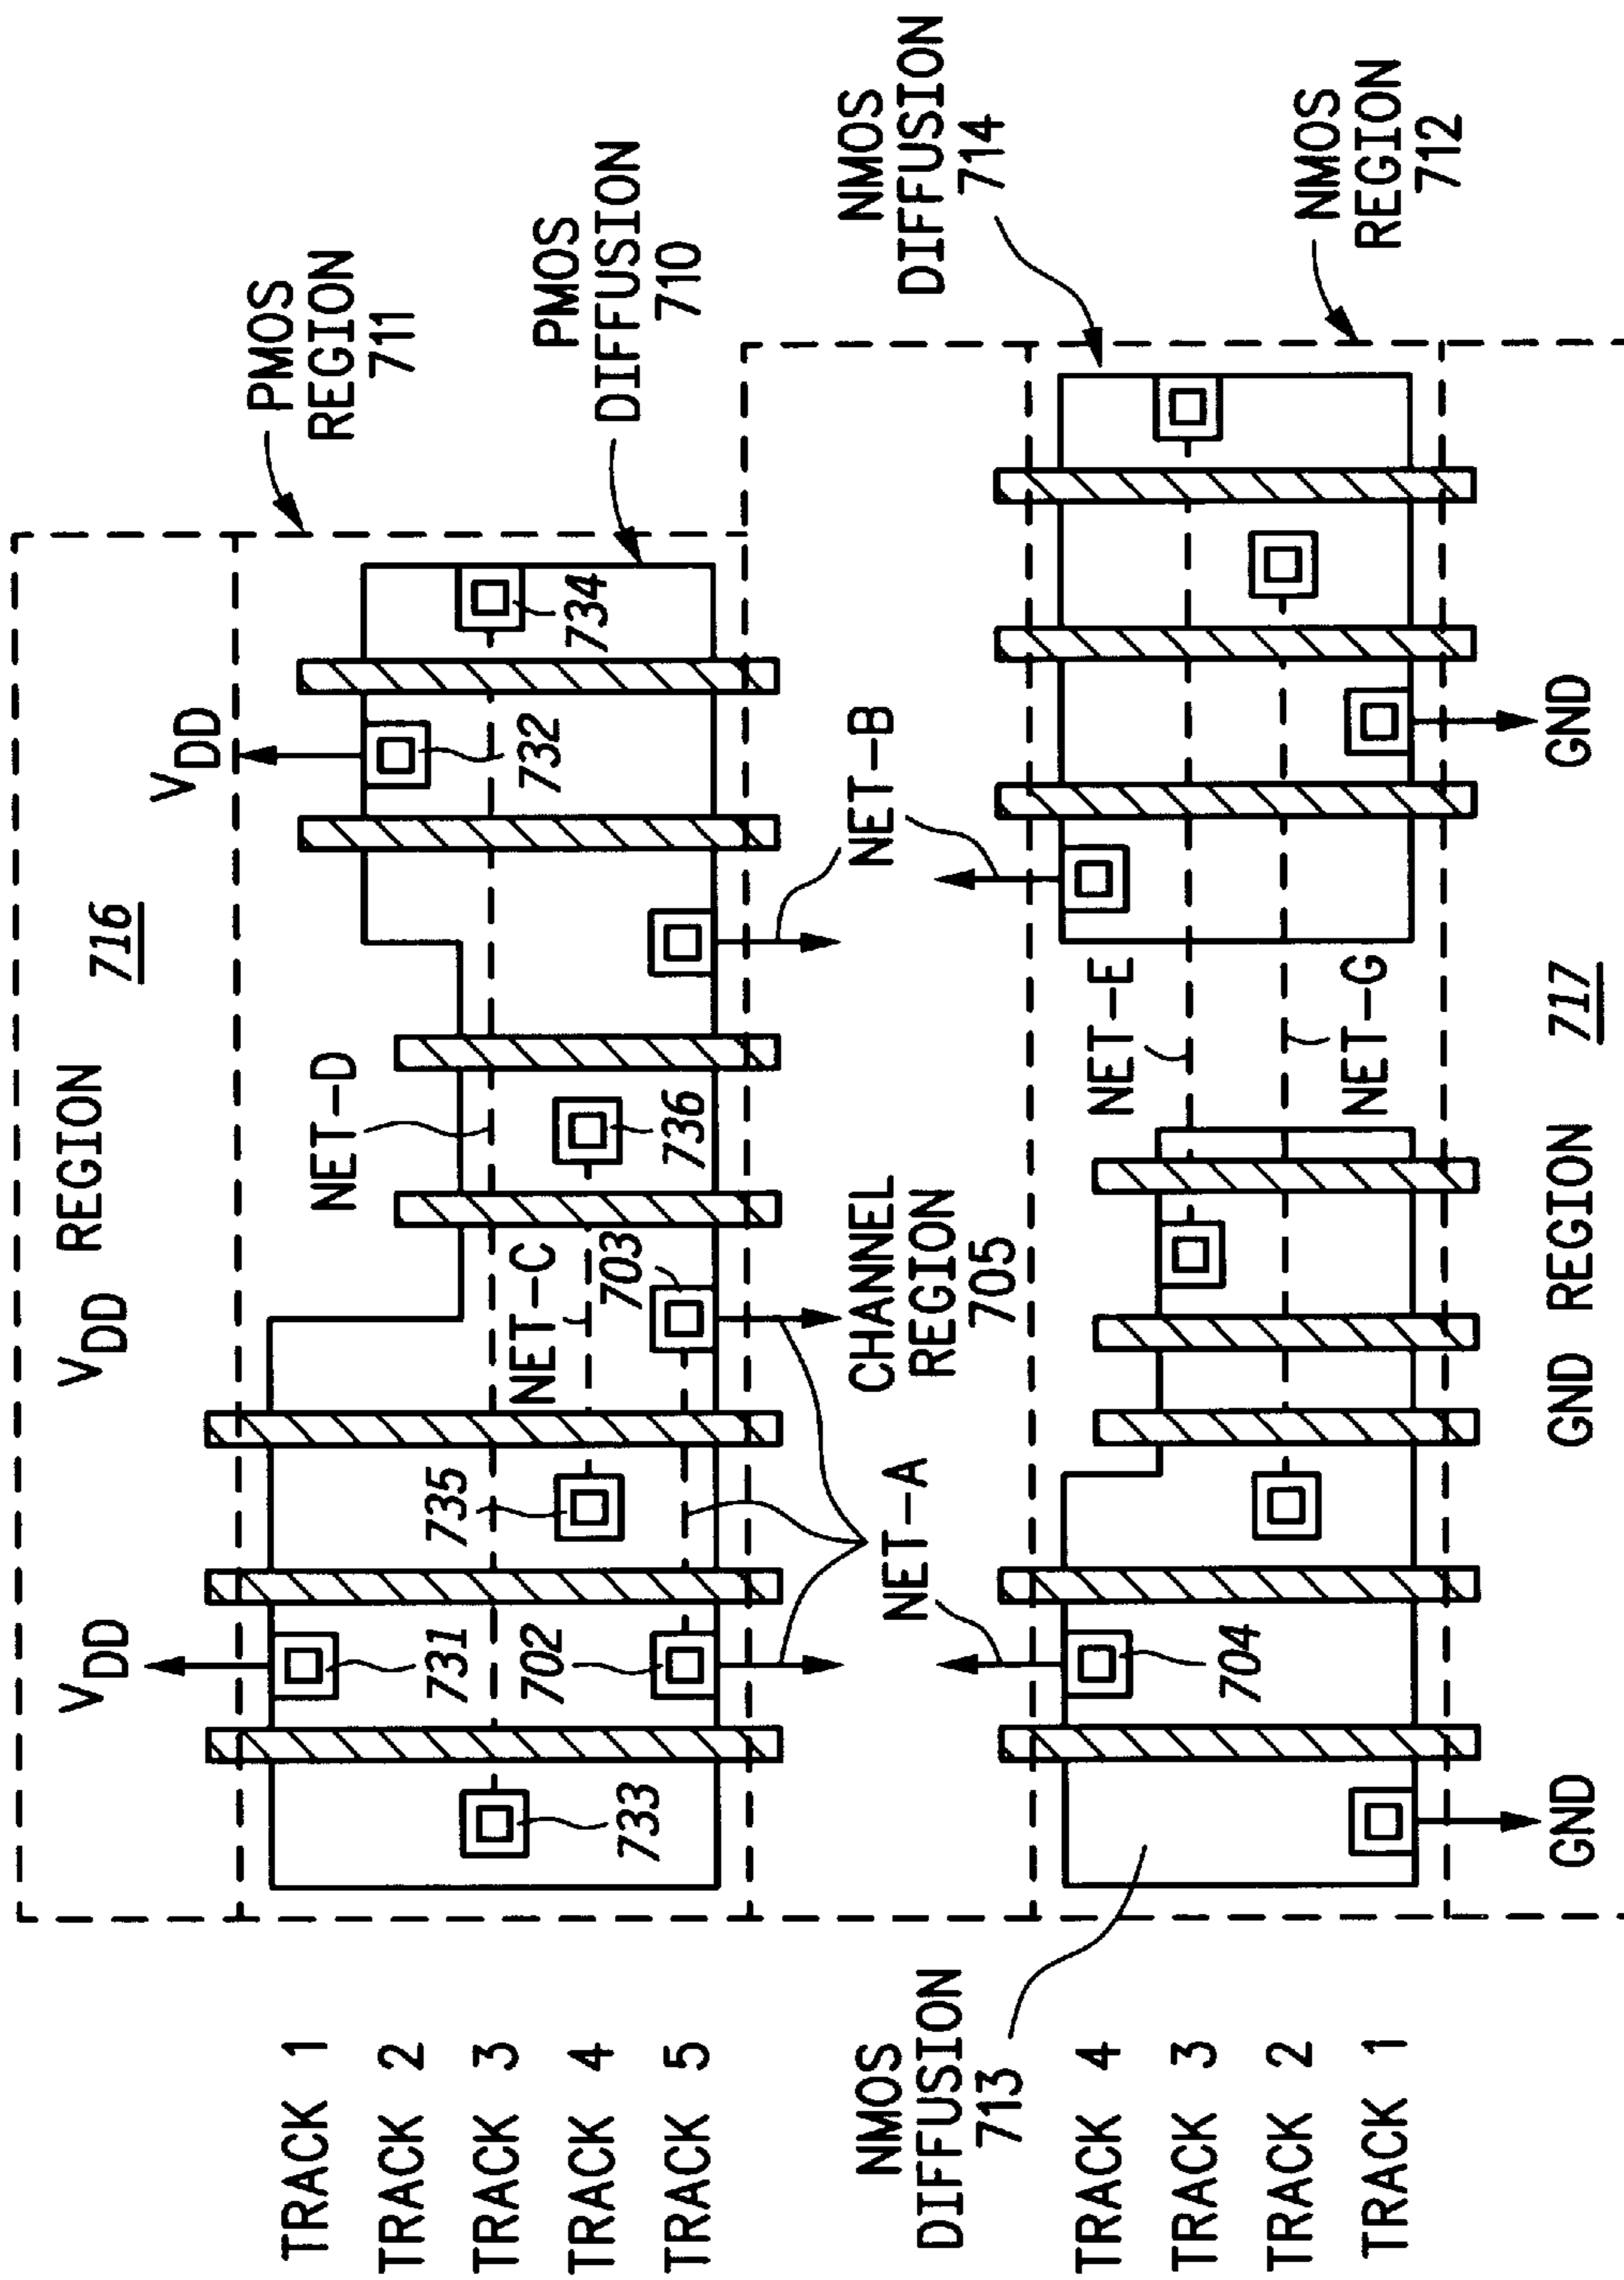 VDD REGION 716
VDD
VDD
PMOS
REGION
711
PMOS
DIFFUSION
710
TRACK 1
TRACK 2
TRACK 3
TRACK 4
TRACK 5
731
732
733
734
735
736
702
703
NET-D
NET-C
NET-A
NET-B
CHANNEL
REGION
705
NMOS
DIFFUSION
713
NMOS
DIFFUSION
714
NMOS
REGION
712
TRACK 4
TRACK 3
TRACK 2
TRACK 1
704
NET-E
NET-G
GND
GND
GND REGION 717